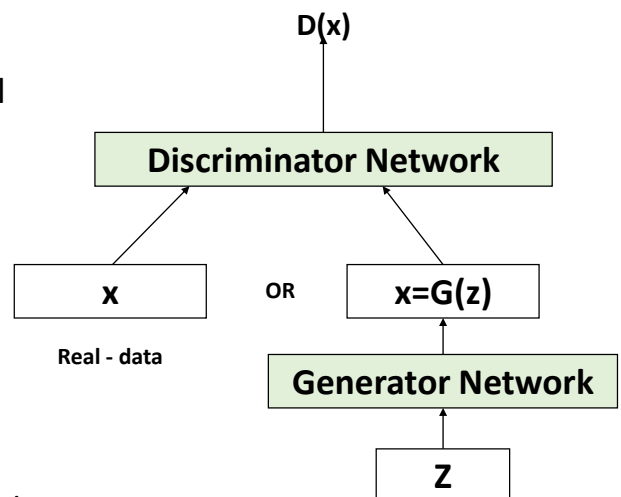 D(x)
Discriminator Network
x
OR
x=G(z)
Real - data
Generator Network
Z